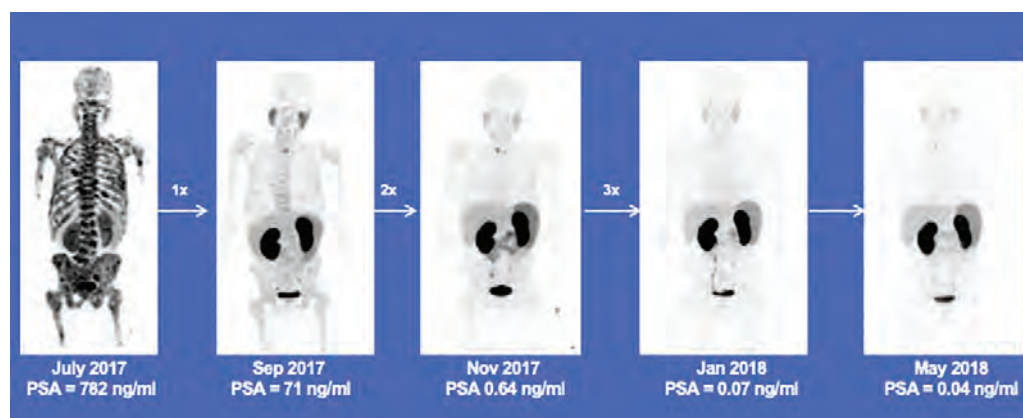 1x
2x
3x
July 2017
PSA = 782 ng/ml
Sep 2017
PSA = 71 ng/ml
Nov 2017
PSA 0.64 ng/ml
Jan 2018
PSA = 0.07 ng/ml
May 2018
PSA = 0.04 ng/ml